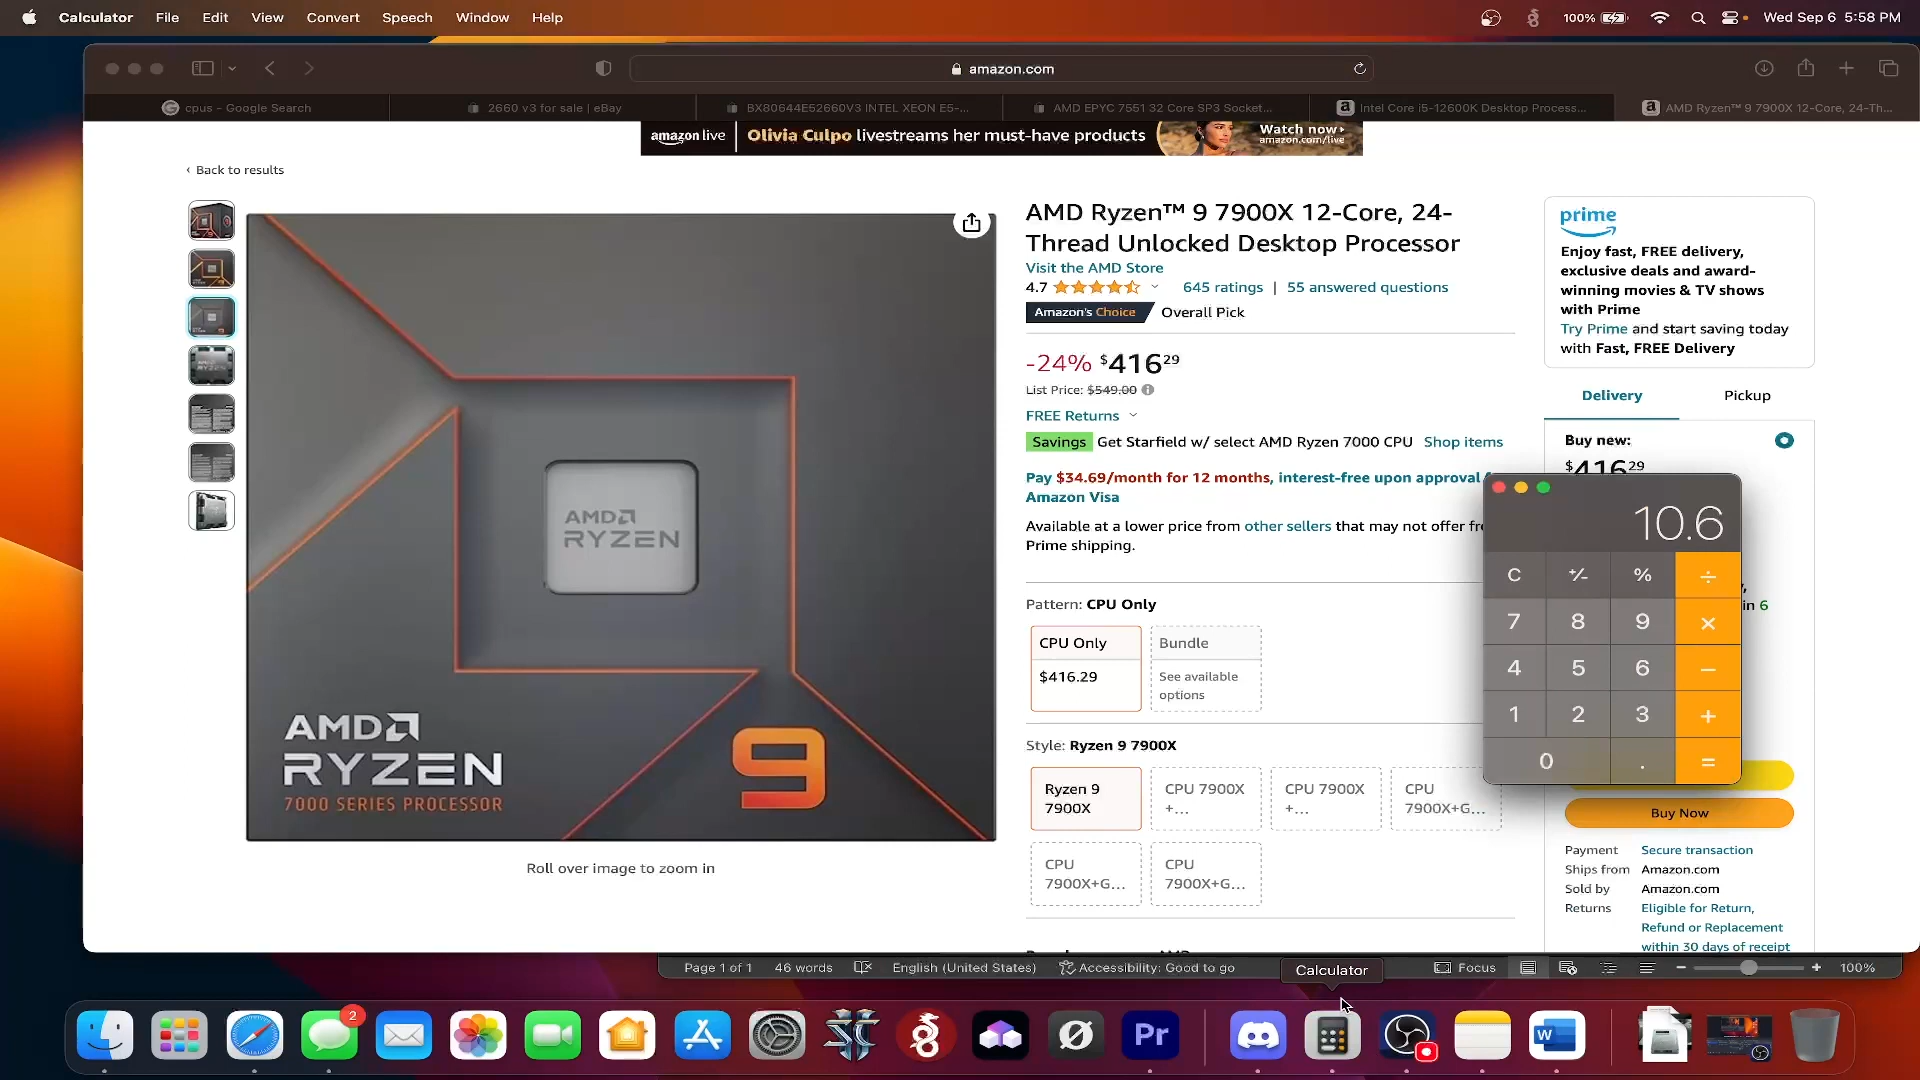 Calculator File Edit View Convert Speech Window Help
100% Wed Sep 6 5:58 PM
amazon.com
cpus - Google Search
2660 v3 for sale | eBay
BX80644E52660V3 INTEL XEON E5-...
AMD EPYC 7551 32 Core SP3 Socket...
Intel Core i5-12600K Desktop Process...
AMD Ryzen™ 9 7900X 12-Core, 24-Th...
amazon live Olivia Culpo livestreams her must-have products Watch now
amazon.com/live
‹ Back to results
AMD Ryzen™ 9 7900X 12-Core, 24-
Thread Unlocked Desktop Processor
Visit the AMD Store
4.7 645 ratings | 55 answered questions
Amazon's Choice Overall Pick
-24% $416 29
List Price: $549.00
FREE Returns
Savings Get Starfield w/ select AMD Ryzen 7000 CPU Shop items
Pay $34.69/month for 12 months, interest-free upon approval
Amazon Visa
Available at a lower price from other sellers that may not offer
Prime shipping.
Pattern: CPU Only
CPU Only
$416.29
Bundle
See available
options
Style: Ryzen 9 7900X
Ryzen 9
7900X
CPU 7900X
+...
CPU 7900X
+...
CPU
7900X+G...
CPU
7900X+G...
CPU
7900X+G...
AMD
RYZEN
AMD
RYZEN
7000 SERIES PROCESSOR
9
Roll over image to zoom in
prime
Enjoy fast, FREE delivery,
exclusive deals and award-
winning movies & TV shows
with Prime
Try Prime and start saving today
with Fast, FREE Delivery
Delivery Pickup
Buy new:
$416 29
in 6
10.6
C +/- % ÷
7 8 9 ×
4 5 6 −
1 2 3 +
0 . =
Buy Now
Payment Secure transaction
Ships from Amazon.com
Sold by Amazon.com
Returns Eligible for Return,
Refund or Replacement
within 30 days of receipt
Page 1 of 1 46 words English (United States) Accessibility: Good to go Focus 100%
Calculator
2
Pr
W